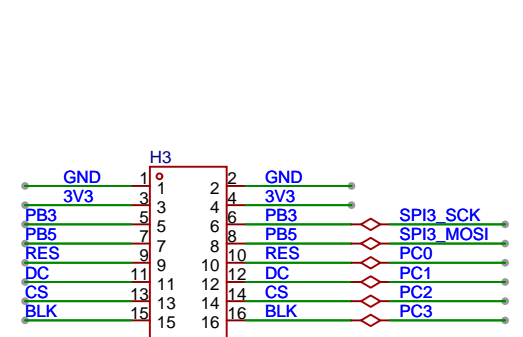 H3
GND 1 1 2 2 GND
3V3 3 3 4 4 3V3
PB3 5 5 6 6 PB3 SPI3_SCK
PB5 7 7 8 8 PB5 SPI3_MOSI
RES 9 9 10 10 RES PC0
DC 11 11 12 12 DC PC1
CS 13 13 14 14 CS PC2
BLK 15 15 16 16 BLK PC3